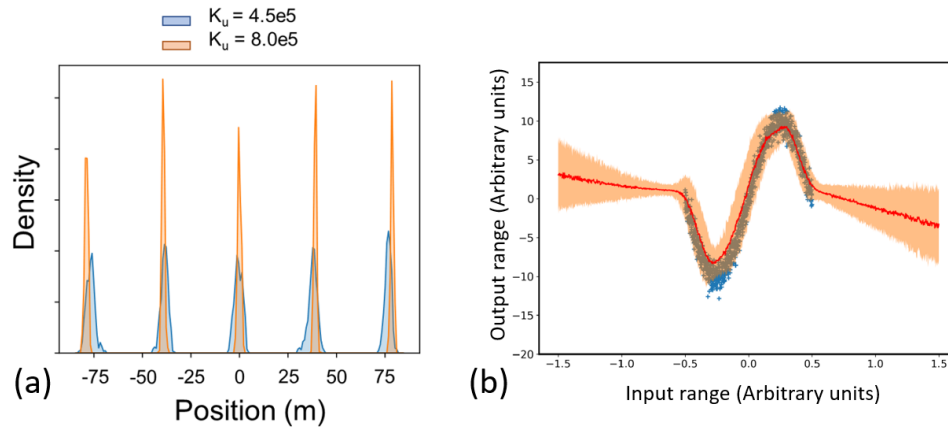 K_u = 4.5e5
K_u = 8.0e5
Density
-75 -50 -25 0 25 50 75
Position (m)
(a)
Output range (Arbitrary units)
15
10
5
0
−5
−10
−15
−20
−1.5 −1.0 −0.5 0.0 0.5 1.0 1.5
Input range (Arbitrary units)
(b)